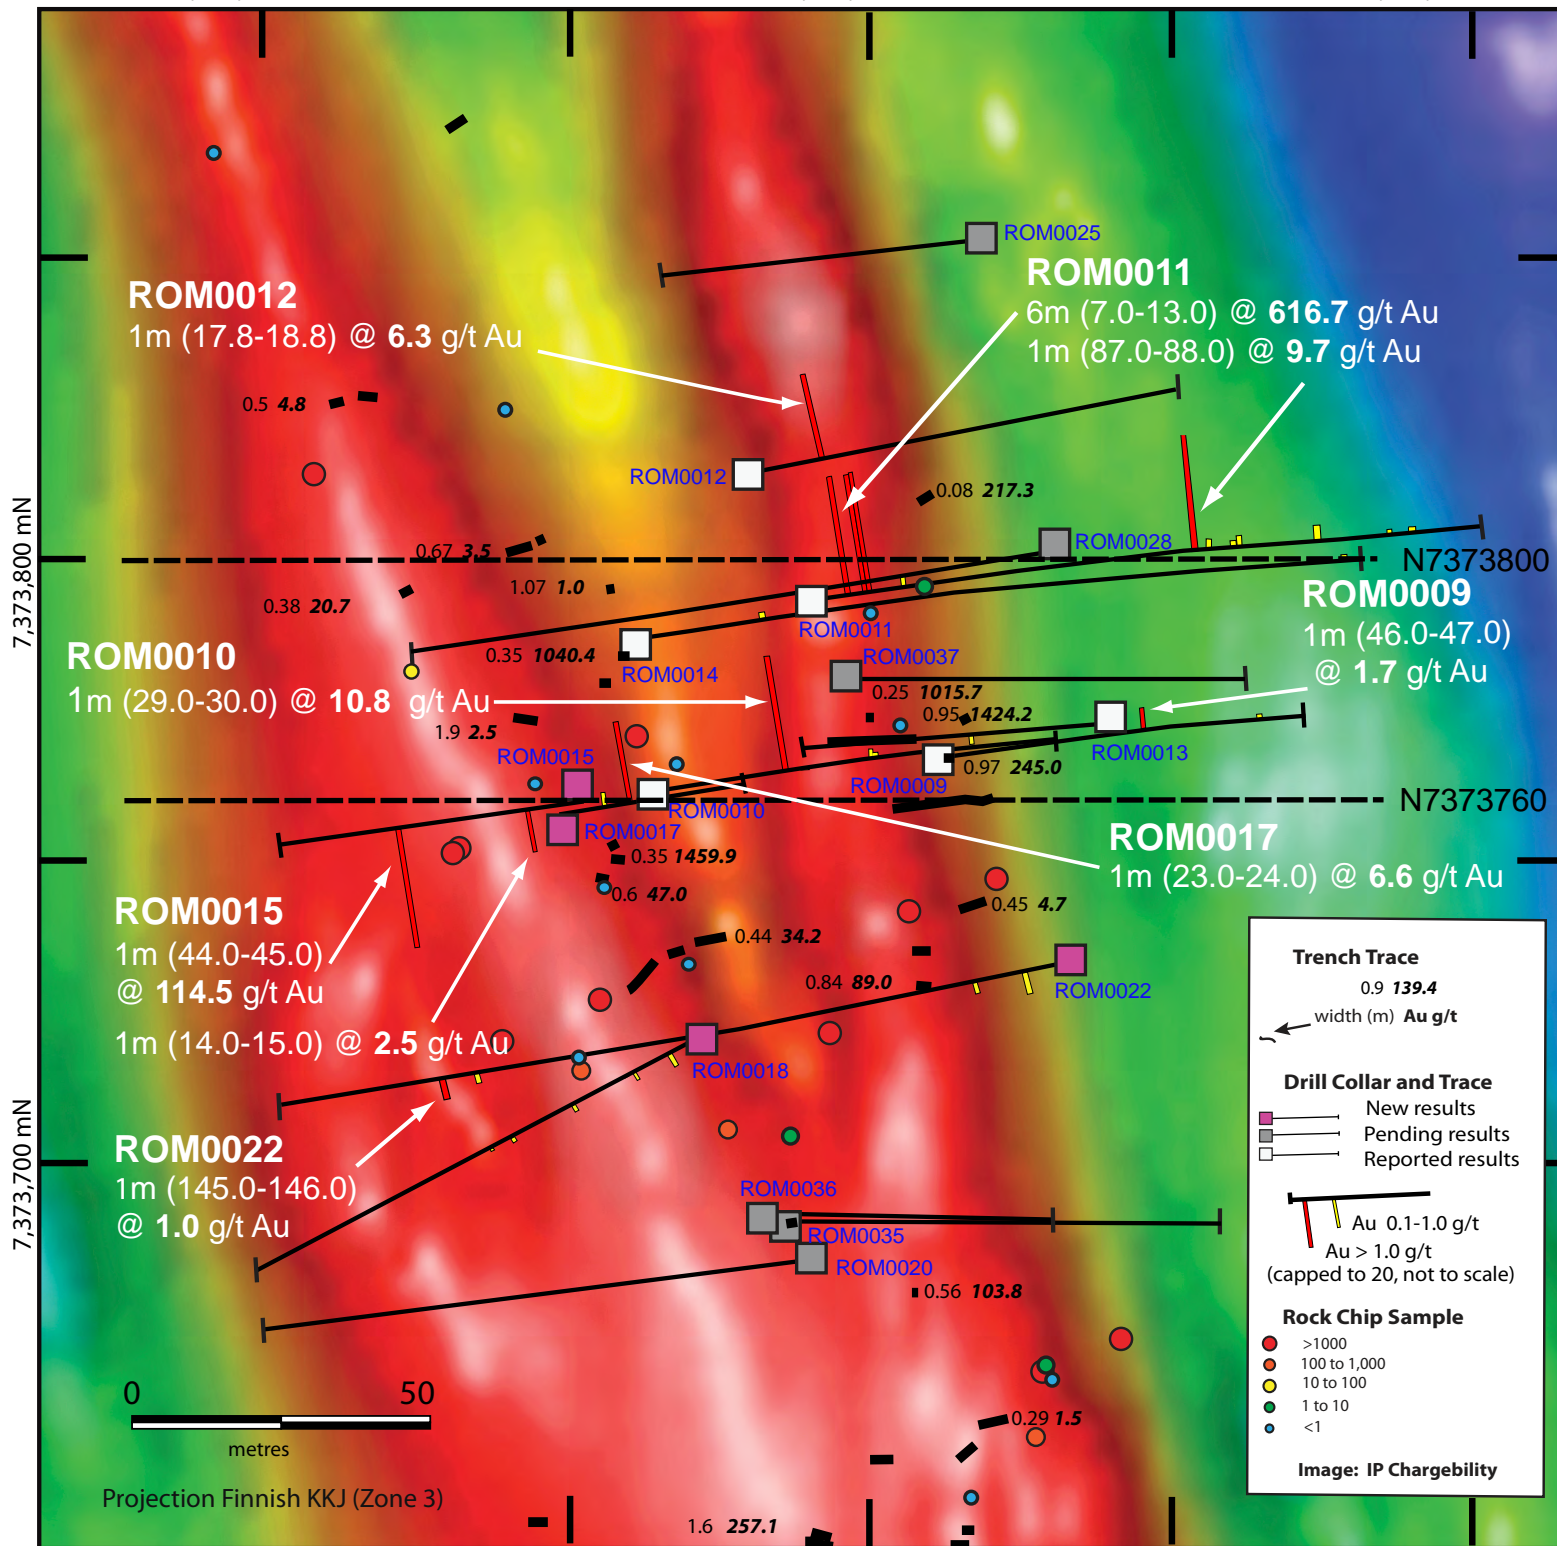 ROM0025
ROM0011
6m (7.0-13.0) @ 616.7 g/t Au
1m (87.0-88.0) @ 9.7 g/t Au
ROM0012
1m (17.8-18.8) @ 6.3 g/t Au
0.5 4.8
ROM0012
0.08 217.3
7,373,800 mN
0.67 3.5
ROM0028
N7373800
1.07 1.0
0.38 20.7
ROM0009
1m (46.0-47.0)
@ 1.7 g/t Au
ROM0011
ROM0010
1m (29.0-30.0) @ 10.8 g/t Au
0.35 1040.4
ROM0014
ROM0037
0.25 1015.7
0.95 1424.2
1.9 2.5
ROM0015
ROM0013
0.97 245.0
ROM0009
N7373760
ROM0010
ROM0017
0.35 1459.9
0.6 47.0
ROM0017
1m (23.0-24.0) @ 6.6 g/t Au
ROM0015
1m (44.0-45.0)
@ 114.5 g/t Au
1m (14.0-15.0) @ 2.5 g/t Au
0.45 4.7
0.44 34.2
0.84 89.0
ROM0022
ROM0018
7,373,700 mN
ROM0022
1m (145.0-146.0)
@ 1.0 g/t Au
ROM0036
ROM0035
ROM0020
0.56 103.8
0.29 1.5
1.6 257.1
0 50
metres
Projection Finnish KKJ (Zone 3)
Trench Trace
0.9 139.4
width (m) Au g/t
Drill Collar and Trace
New results
Pending results
Reported results
Au 0.1-1.0 g/t
Au > 1.0 g/t
(capped to 20, not to scale)
Rock Chip Sample
>1000
100 to 1,000
10 to 100
1 to 10
<1
Image: IP Chargebility